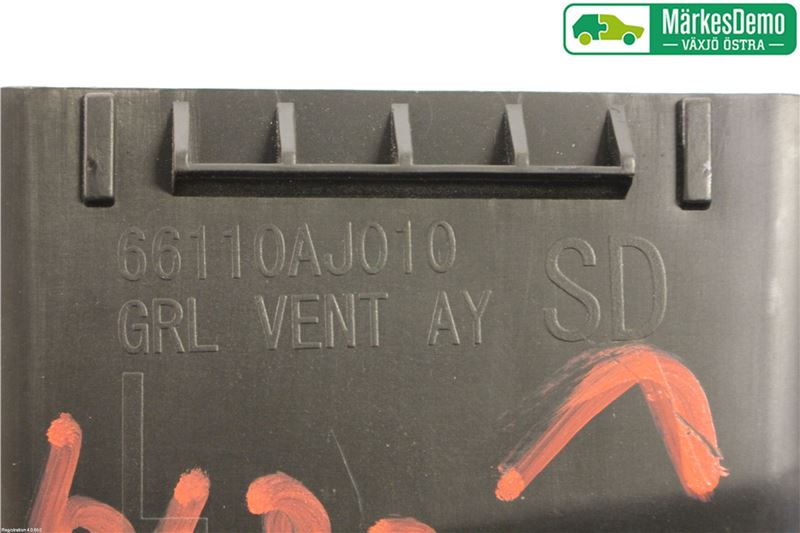 MärkesDemo
VÄXJÖ ÖSTRA
66110AJ010
GRL VENT AY
SD
L